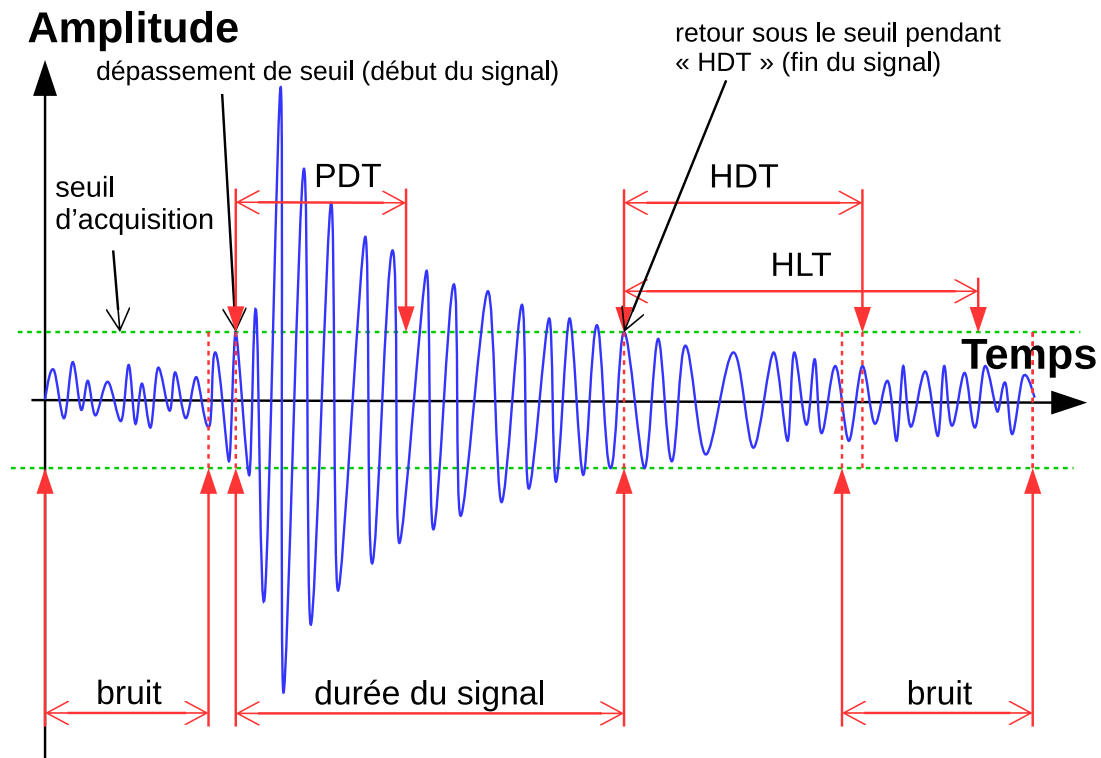 Amplitude
retour sous le seuil pendant
« HDT » (fin du signal)
dépassement de seuil (début du signal)
PDT
HDT
seuil
d’acquisition
HLT
Temps
bruit
durée du signal
bruit